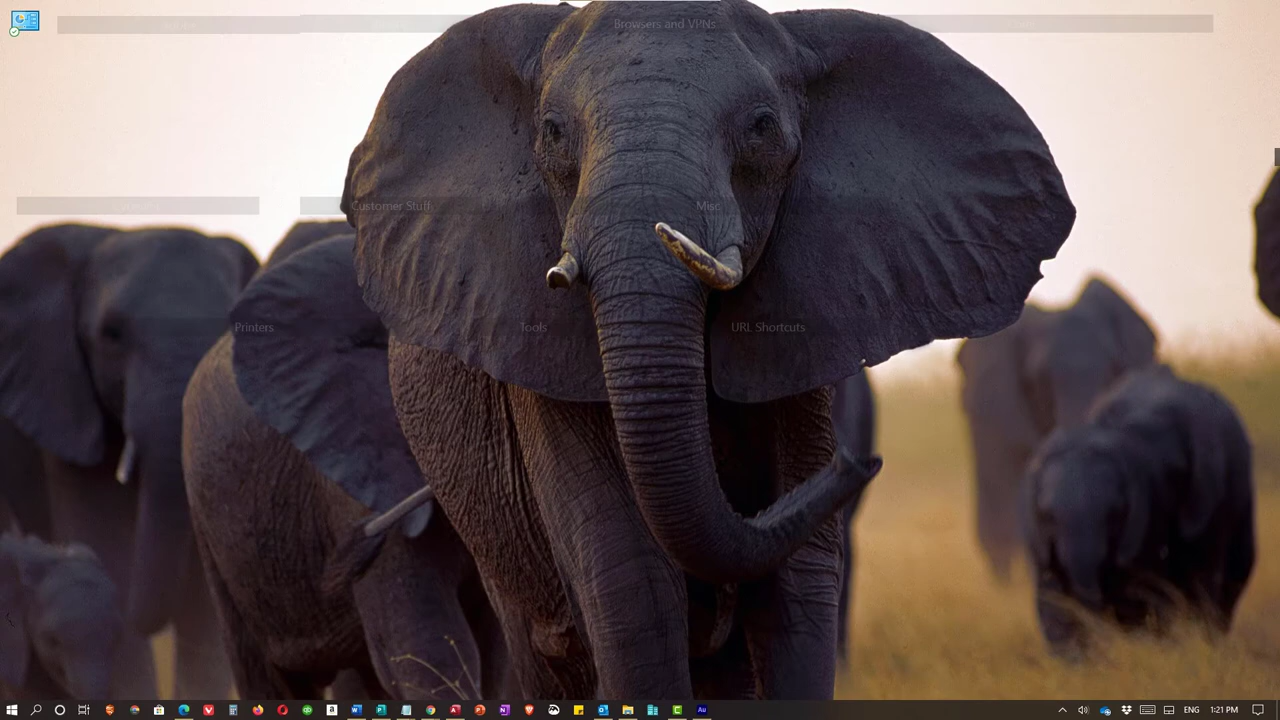 Browsers and VPNs
Customer Stuff
Misc
Printers
Tools
URL Shortcuts
ENG
1:21 PM